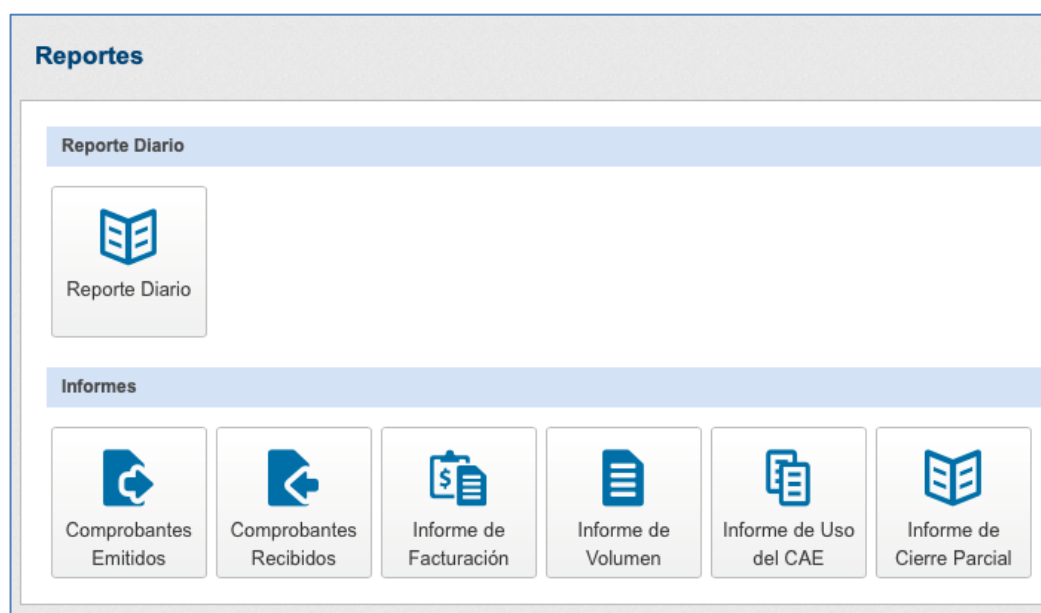 Reportes
Reporte Diario
Reporte Diario
Informes
Comprobantes
Emitidos
Comprobantes
Recibidos
$
Informe de
Facturación
Informe de
Volumen
Informe de Uso
del CAE
Informe de
Cierre Parcial